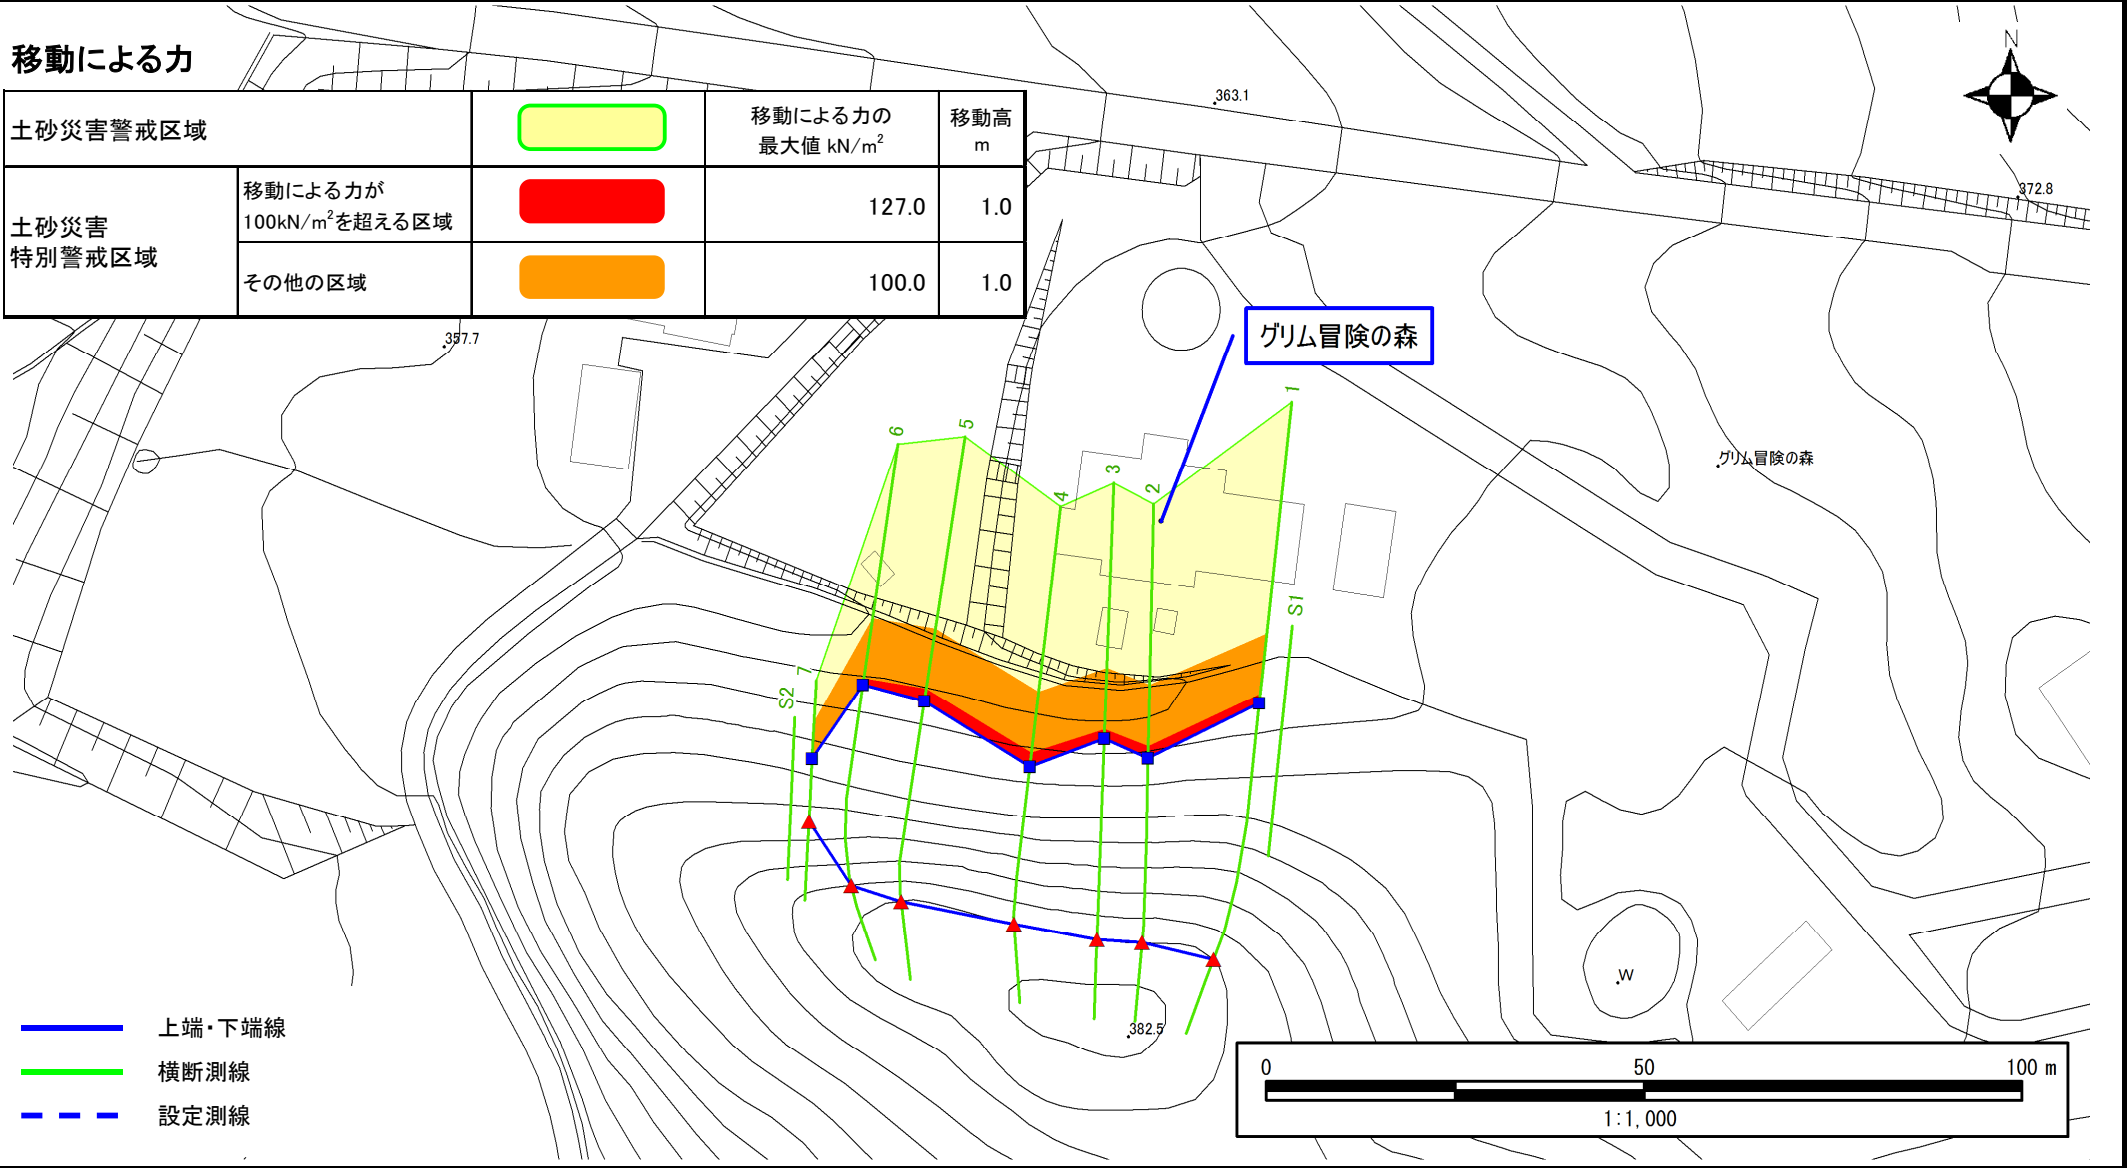 移動による力
土砂災害警戒区域
移動による力の
最大値 kN/m²
移動高
m
土砂災害
特別警戒区域
移動による力が
100kN/m²を超える区域
127.0
1.0
その他の区域
100.0
1.0
N
363.1
372.8
357.7
グリム冒険の森
グリム冒険の森
1
2
3
4
5
6
7
S1
S2
W
382.5
上端・下端線
横断測線
設定測線
0
50
100 m
1:1,000